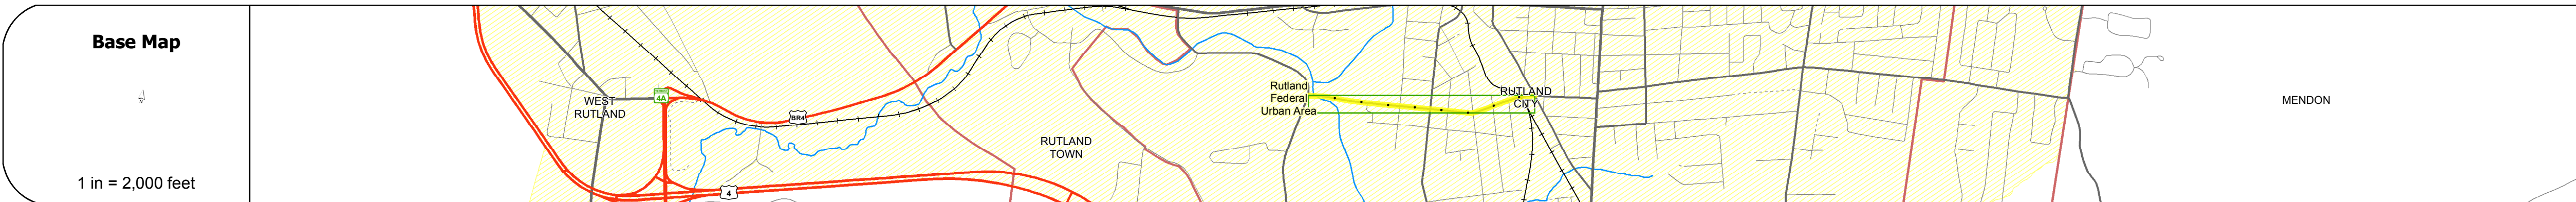 Base Map
1 in = 2,000 feet
WEST
RUTLAND
4A
BR4
4
RUTLAND
TOWN
Rutland
Federal
Urban Area
RUTLAND
CITY
MENDON